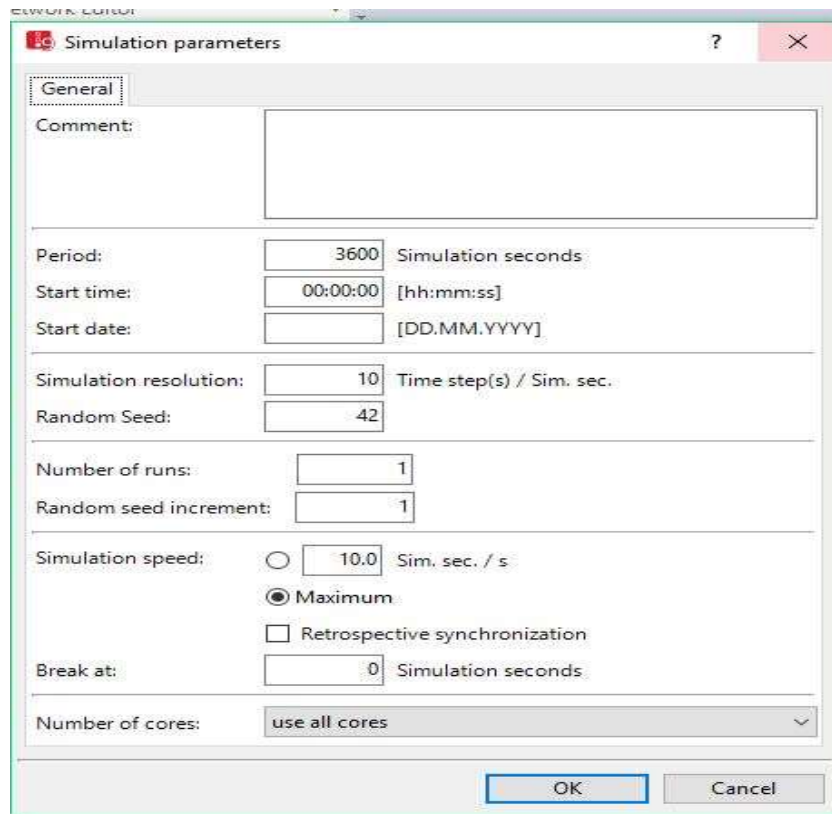 etwork Editor
Simulation parameters ?
General
Comment:
Period: 3600 Simulation seconds
Start time: 00:00:00 [hh:mm:ss]
Start date: [DD.MM.YYYY]
Simulation resolution: 10 Time step(s) / Sim. sec.
Random Seed: 42
Number of runs: 1
Random seed increment: 1
Simulation speed: 10.0 Sim. sec. / s
Maximum
Retrospective synchronization
Break at: 0 Simulation seconds
Number of cores: use all cores
OK Cancel